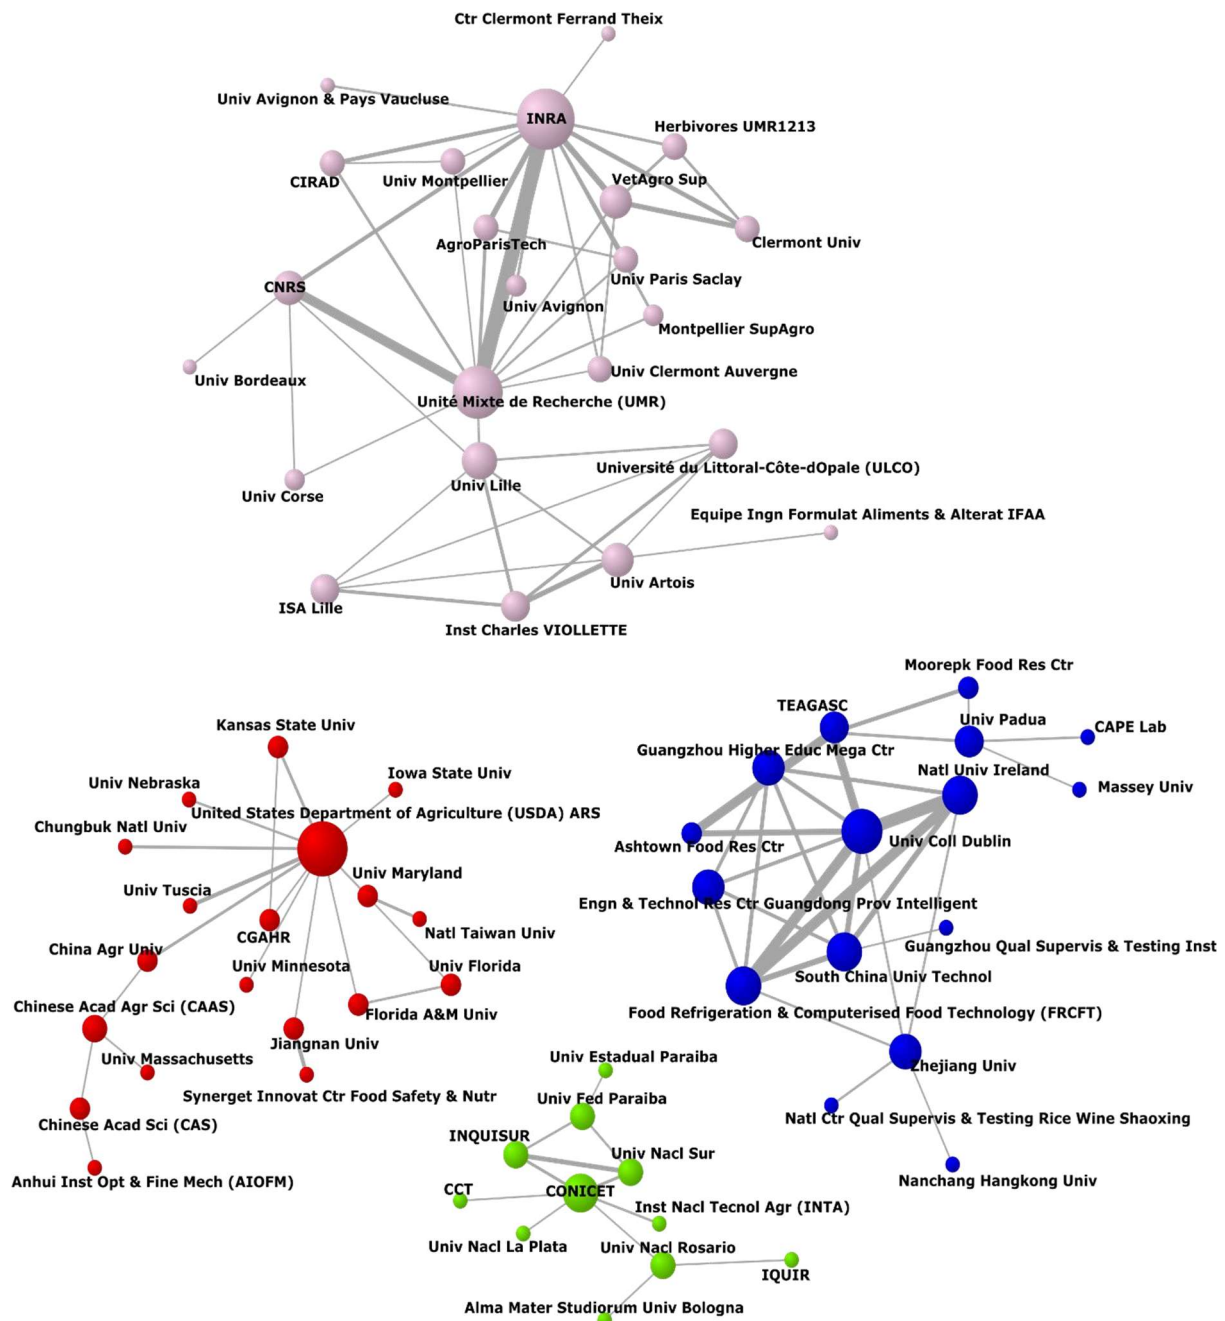 Ctr Clermont Ferrand Theix
Univ Avignon & Pays Vaucluse
INRA
Herbivores UMR1213
CIRAD
Univ Montpellier
VetAgro Sup
AgroParisTech
Clermont Univ
Univ Paris Saclay
CNRS
Univ Avignon
Montpellier SupAgro
Univ Bordeaux
Univ Clermont Auvergne
Unité Mixte de Recherche (UMR)
Université du Littoral-Côte-dOpale (ULCO)
Univ Lille
Univ Corse
Equipe Ingn Formulat Aliments & Alterat IFAA
Univ Artois
ISA Lille
Inst Charles VIOLLETTE
Kansas State Univ
Univ Nebraska
Iowa State Univ
United States Department of Agriculture (USDA) ARS
Chungbuk Natl Univ
Univ Tuscia
Univ Maryland
CGAHR
Natl Taiwan Univ
China Agr Univ
Univ Minnesota
Univ Florida
Chinese Acad Agr Sci (CAAS)
Florida A&M Univ
Jiangnan Univ
Univ Massachusetts
Synerget Innovat Ctr Food Safety & Nutr
Chinese Acad Sci (CAS)
Anhui Inst Opt & Fine Mech (AIOFM)
Moorepk Food Res Ctr
TEAGASC
Univ Padua
CAPE Lab
Guangzhou Higher Educ Mega Ctr
Natl Univ Ireland
Massey Univ
Ashtown Food Res Ctr
Univ Coll Dublin
Engn & Technol Res Ctr Guangdong Prov Intelligent
Guangzhou Qual Supervis & Testing Inst
South China Univ Technol
Food Refrigeration & Computerised Food Technology (FRCFT)
Zhejiang Univ
Natl Ctr Qual Supervis & Testing Rice Wine Shaoxing
Nanchang Hangkong Univ
Univ Estadual Paraiba
Univ Fed Paraiba
INQUISUR
Univ Nacl Sur
CCT
CONICET
Inst Nacl Tecnol Agr (INTA)
Univ Nacl La Plata
Univ Nacl Rosario
IQUIR
Alma Mater Studiorum Univ Bologna